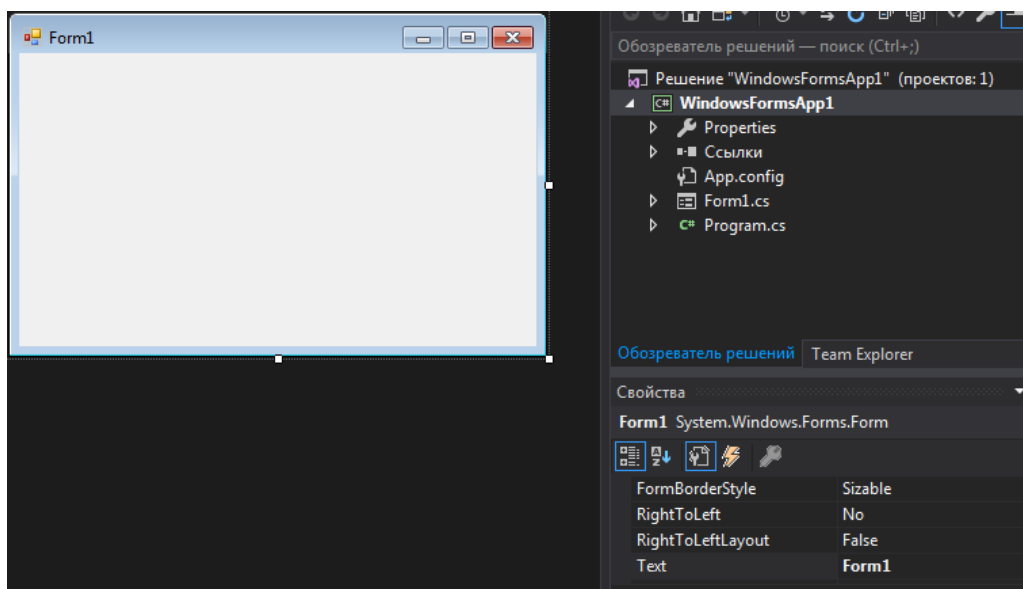 Form1
Обозреватель решений — поиск (Ctrl+;)
Решение "WindowsFormsApp1" (проектов: 1)
C# WindowsFormsApp1
Properties
Ссылки
App.config
Form1.cs
C# Program.cs
Обозреватель решений Team Explorer
Свойства
Form1 System.Windows.Forms.Form
FormBorderStyle Sizable
RightToLeft No
RightToLeftLayout False
Text Form1